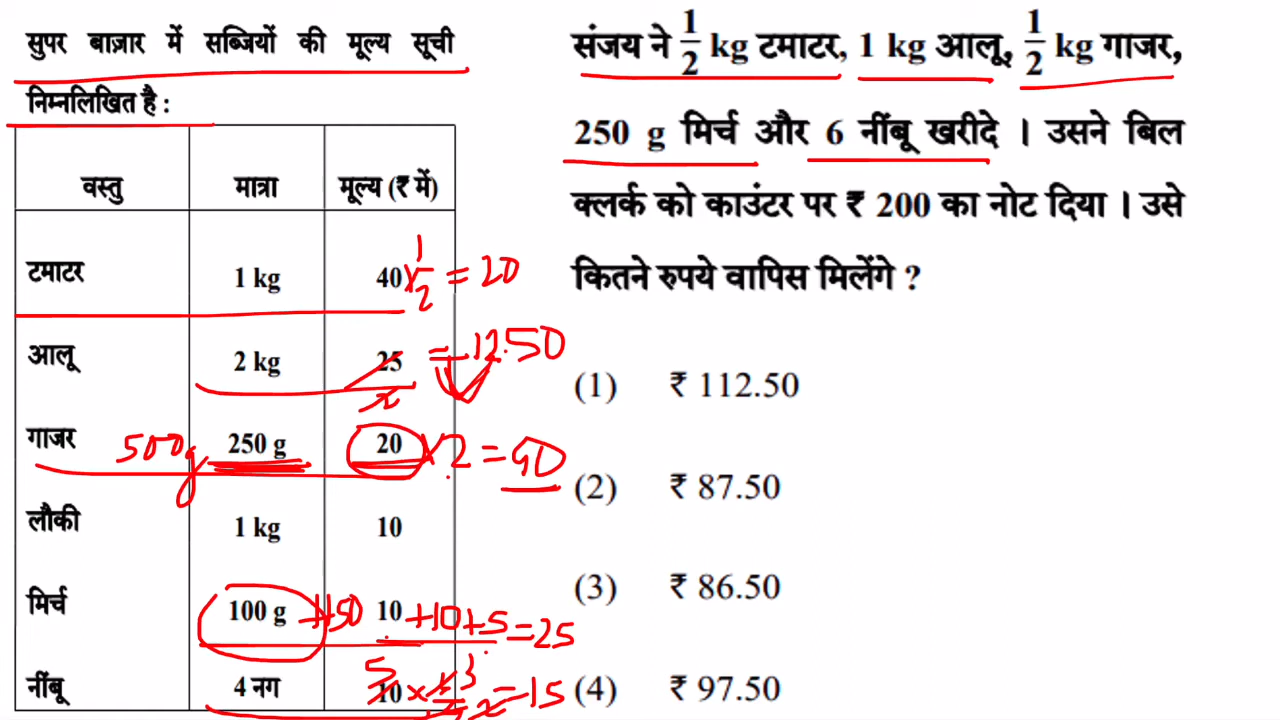 सुपर बाज़ार में सब्जियों की मूल्य सूची
निम्नलिखित है :
वस्तु मात्रा मूल्य (₹ में)
टमाटर 1 kg 40 × 1/2 = 20
आलू 2 kg 25 = 12.50
2
गाजर 500g 250 g 20 × 2 = 40
लौकी 1 kg 10
मिर्च 100 g 10 +10+5 =25
नींबू 4 नग 10 = 15
संजय ने 1/2 kg टमाटर, 1 kg आलू, 1/2 kg गाजर,
250 g मिर्च और 6 नींबू खरीदे । उसने बिल
क्लर्क को काउंटर पर ₹ 200 का नोट दिया । उसे
कितने रुपये वापिस मिलेंगे ?
(1) ₹ 112.50
(2) ₹ 87.50
(3) ₹ 86.50
(4) ₹ 97.50